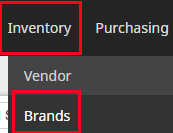 Inventory Purchasing
Vendor
Brands